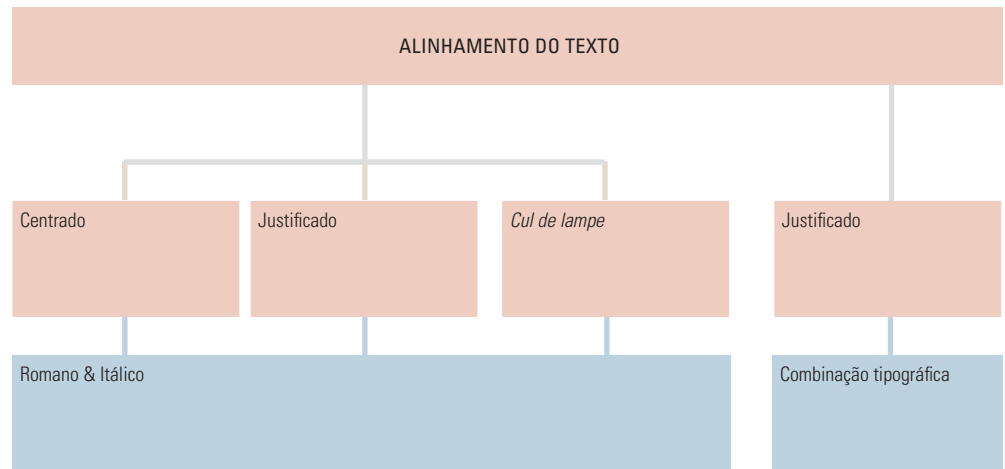 ALINHAMENTO DO TEXTO
Centrado
Justificado
Cul de lampe
Justificado
Romano & Itálico
Combinação tipográfica